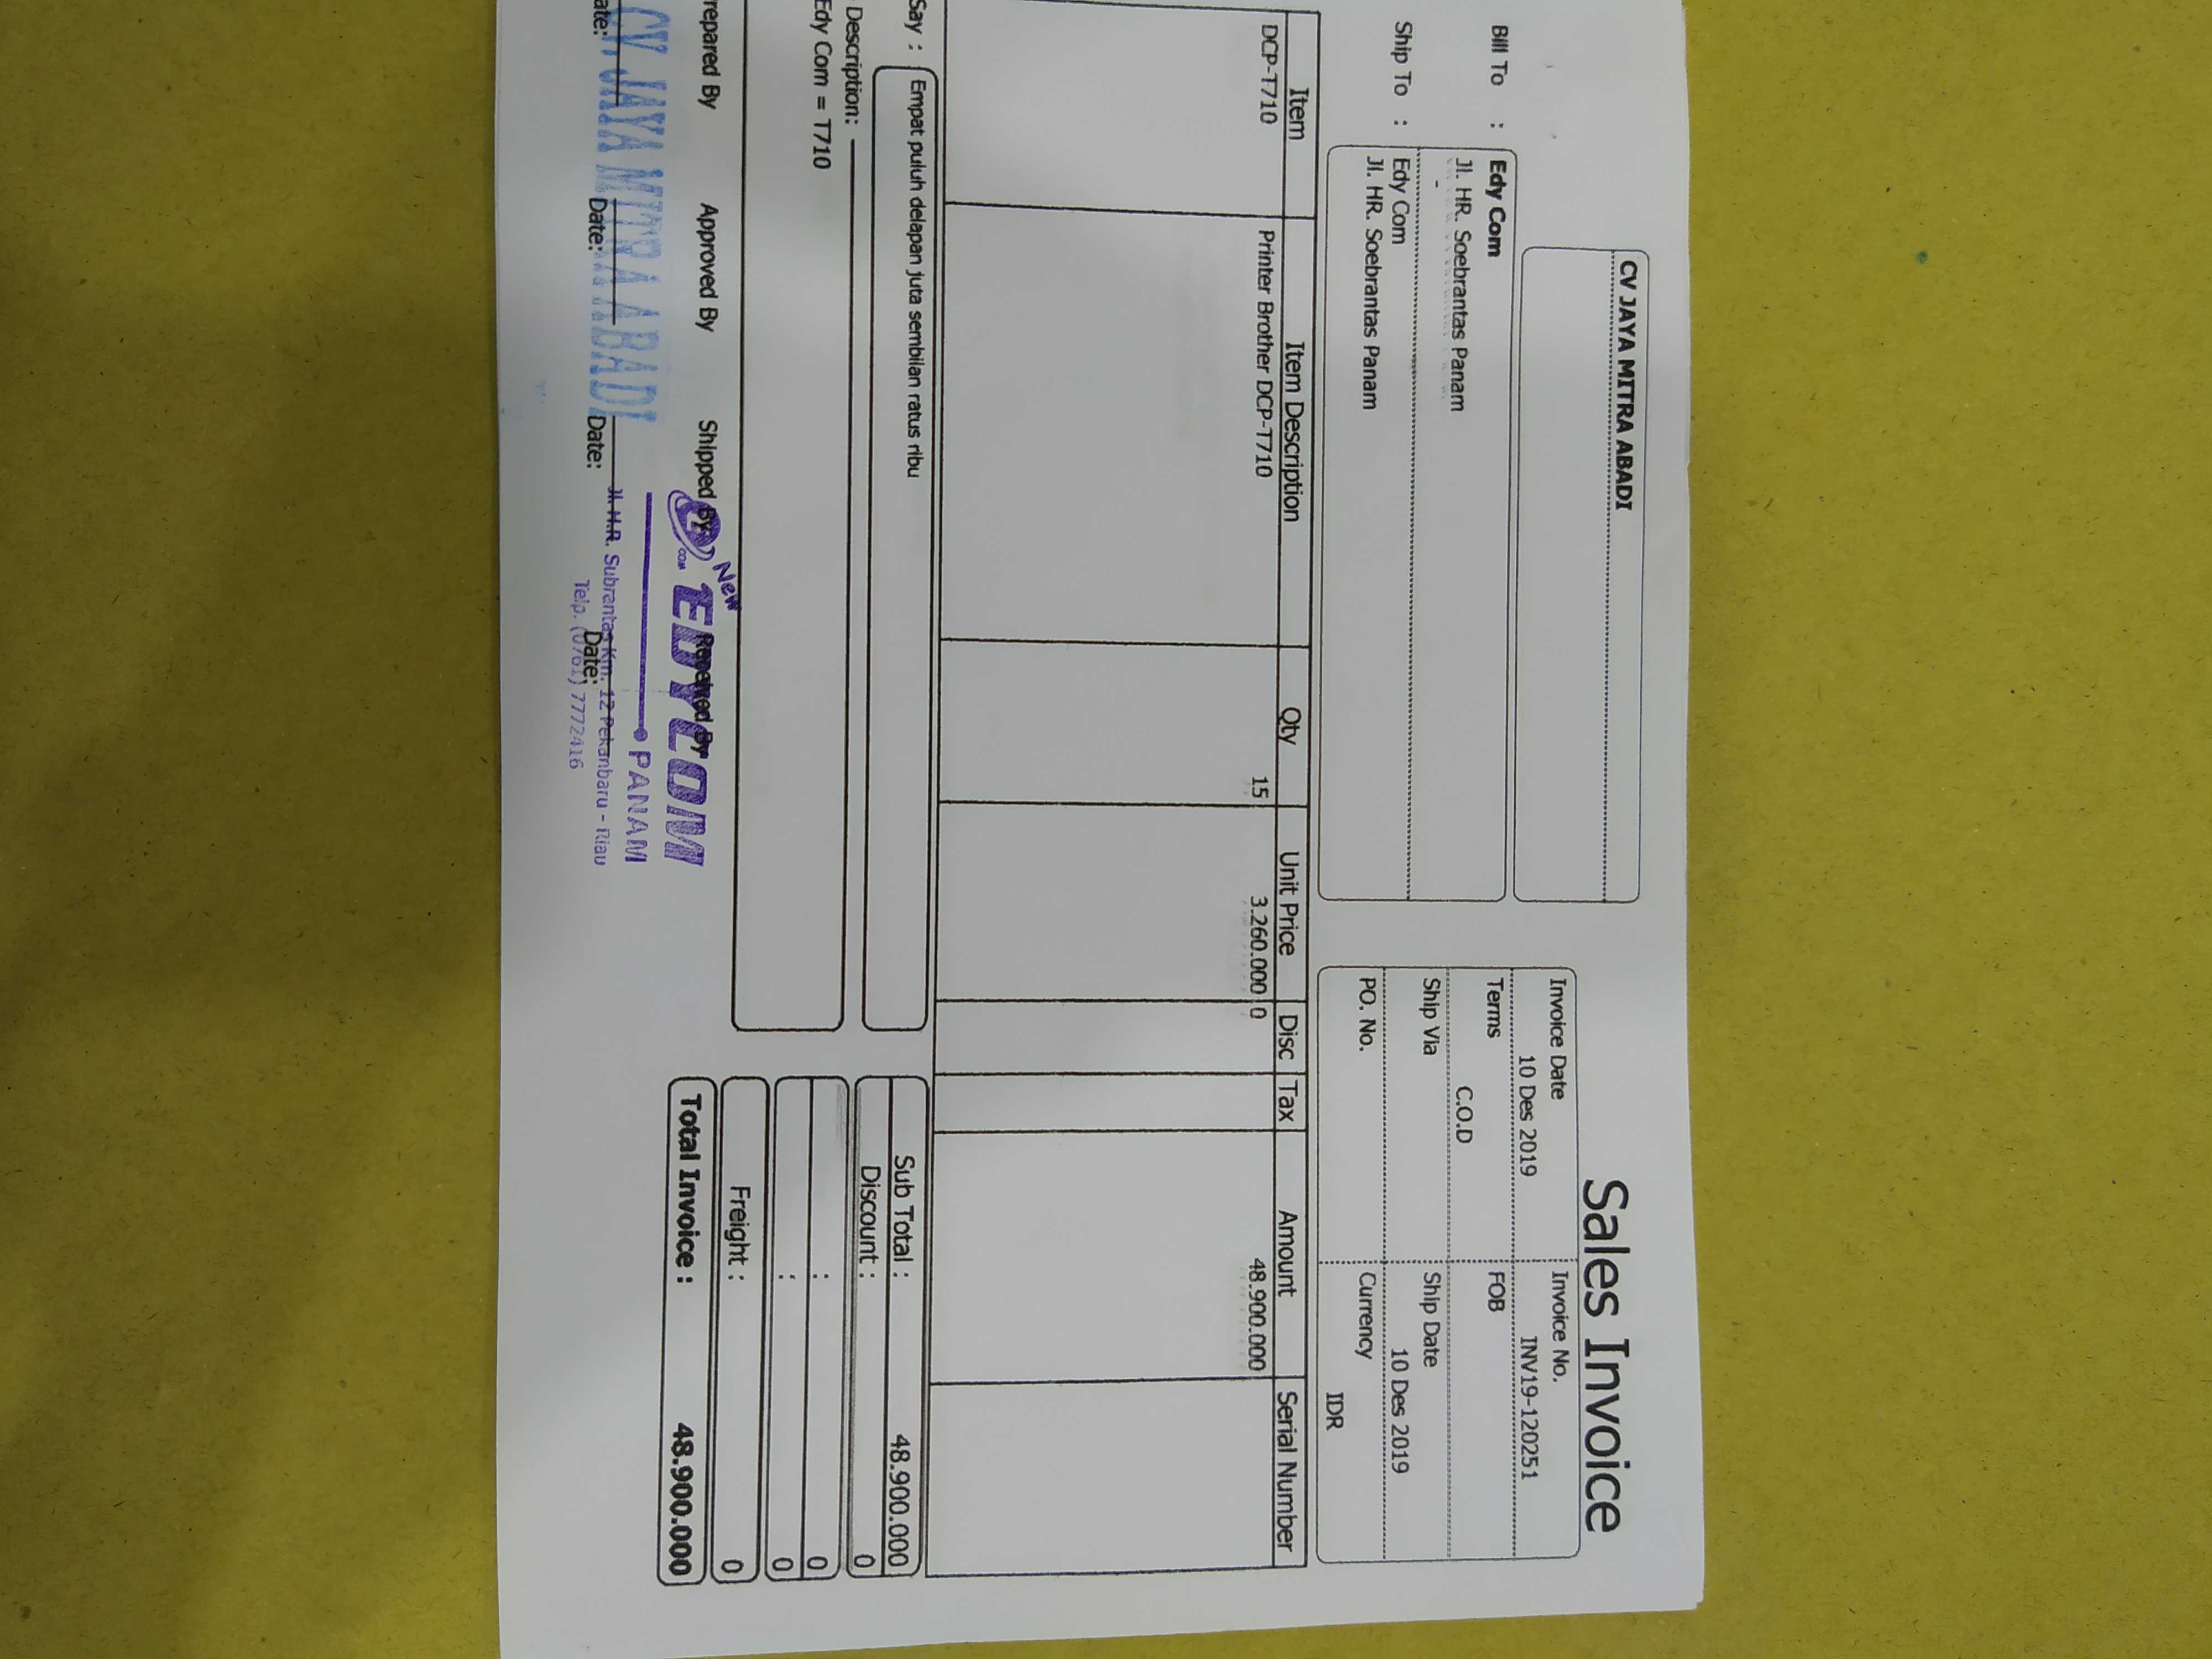 CV JAYA MITRA ABADI
Sales Invoice
Bill To :
Edy Com
Jl. HR. Soebrantas Panam
-
Ship To :
Edy Com
Jl. HR. Soebrantas Panam
Invoice Date
10 Des 2019
Invoice No.
INV19-120251
Terms
C.O.D
FOB
Ship Via
Ship Date
10 Des 2019
PO. No.
Currency
IDR
Item Item Description Qty Unit Price Disc Tax Amount Serial Number
DCP-T710 Printer Brother DCP-T710 15 3.260.000 0 48.900.000
Say :
Empat puluh delapan juta sembilan ratus ribu
Description:
Edy Com = T710
Sub Total : 48.900.000
Discount : 0
: 0
: 0
Freight : 0
Total Invoice : 48.900.000
repared By Approved By Shipped By Received By
CV JAYA MITRA ABADI
New
EDYCOM
COM
PANAM
Jl. H.R. Subrantas Km. 12 Pekanbaru - Riau
Telp. (0761) 7772416
ate: Date: Date: Date: